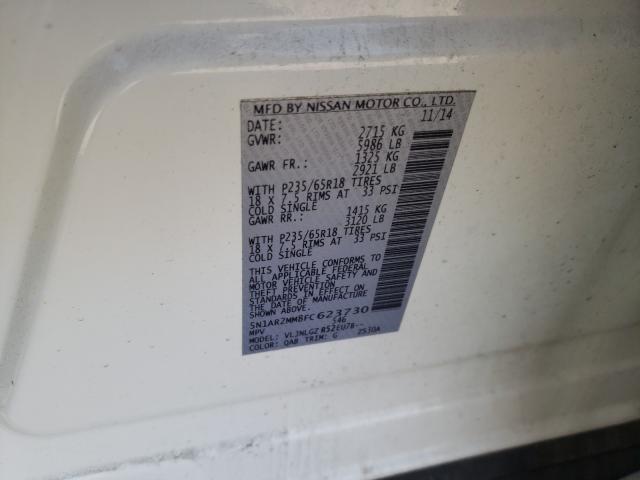 MFD BY NISSAN MOTOR CO., LTD.
DATE: 11/14
GVWR: 2715 KG
5986 LB
GAWR FR.: 1325 KG
2921 LB
WITH P235/65R18 TIRES
18 X 7.5 RIMS AT 33 PSI
COLD SINGLE
GAWR RR.: 1415 KG
3120 LB
WITH P235/65R18 TIRES
18 X 7.5 RIMS AT 33 PSI
COLD SINGLE
THIS VEHICLE CONFORMS TO
ALL APPLICABLE FEDERAL
MOTOR VEHICLE SAFETY AND
THEFT PREVENTION
STANDARDS IN EFFECT ON
THE DATE OF MANUFACTURE
SHOWN ABOVE.
5N1AR2MM8FC623730
MPV 546
MODEL: VLJNLGZ R52EU78--
COLOR: QAB TRIM: G 2530A